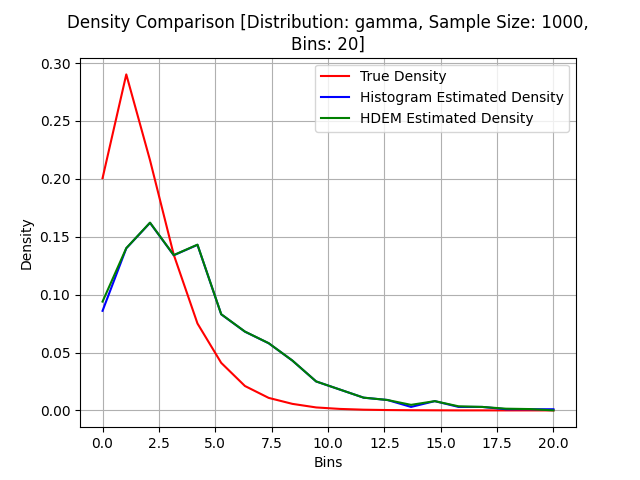 Density Comparison [Distribution: gamma, Sample Size: 1000,
Bins: 20]
True Density
Histogram Estimated Density
HDEM Estimated Density
Density
0.30
0.25
0.20
0.15
0.10
0.05
0.00
0.0 2.5 5.0 7.5 10.0 12.5 15.0 17.5 20.0
Bins